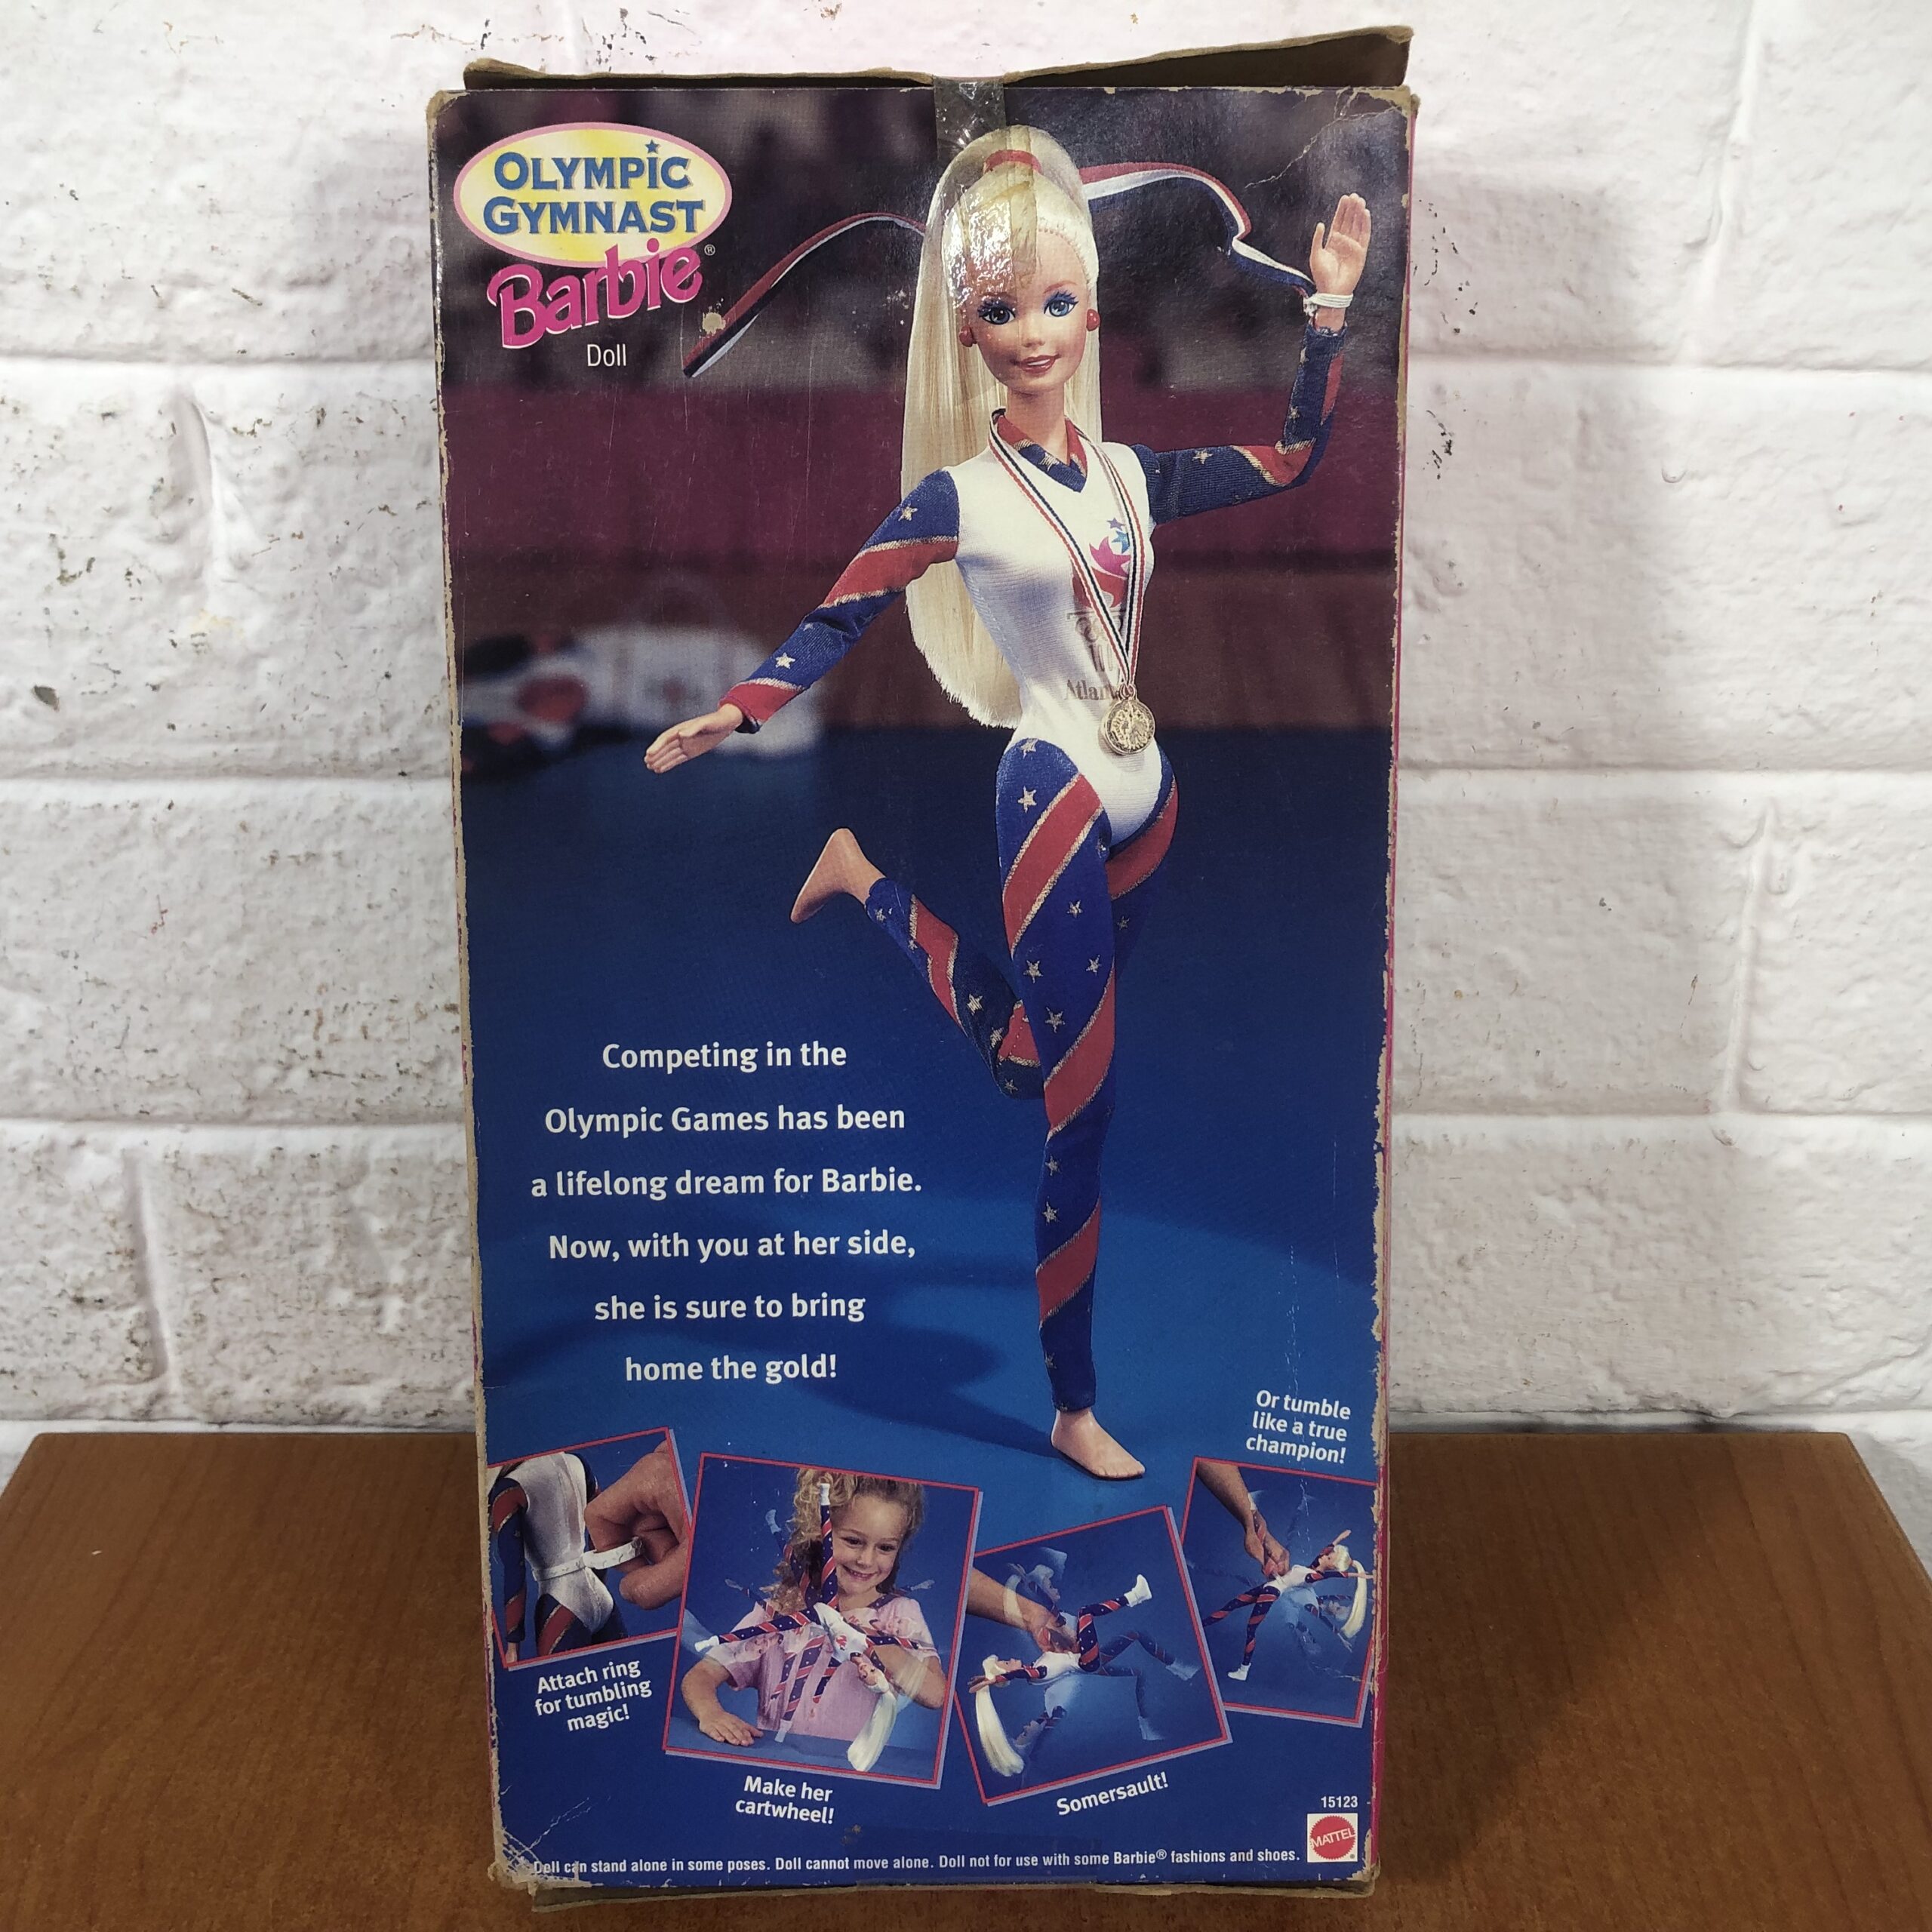 OLYMPIC
GYMNAST
Barbie®
Doll
Atlan
Competing in the
Olympic Games has been
a lifelong dream for Barbie.
Now, with you at her side,
she is sure to bring
home the gold!
Or tumble
like a true
champion!
Attach ring
for tumbling
magic!
Make her
cartwheel!
Somersault!
15123
MATTEL
Doll can stand alone in some poses. Doll cannot move alone. Doll not for use with some Barbie® fashions and shoes.